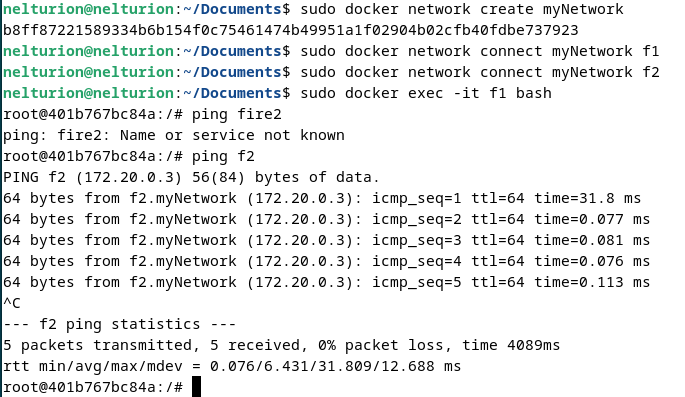 nelturion@nelturion:~/Documents$ sudo docker network create myNetwork
b8ff87221589334b6b154f0c75461474b49951a1f02904b02cfb40fdbe737923
nelturion@nelturion:~/Documents$ sudo docker network connect myNetwork f1
nelturion@nelturion:~/Documents$ sudo docker network connect myNetwork f2
nelturion@nelturion:~/Documents$ sudo docker exec -it f1 bash
root@401b767bc84a:/# ping fire2
ping: fire2: Name or service not known
root@401b767bc84a:/# ping f2
PING f2 (172.20.0.3) 56(84) bytes of data.
64 bytes from f2.myNetwork (172.20.0.3): icmp_seq=1 ttl=64 time=31.8 ms
64 bytes from f2.myNetwork (172.20.0.3): icmp_seq=2 ttl=64 time=0.077 ms
64 bytes from f2.myNetwork (172.20.0.3): icmp_seq=3 ttl=64 time=0.081 ms
64 bytes from f2.myNetwork (172.20.0.3): icmp_seq=4 ttl=64 time=0.076 ms
64 bytes from f2.myNetwork (172.20.0.3): icmp_seq=5 ttl=64 time=0.113 ms
^C
--- f2 ping statistics ---
5 packets transmitted, 5 received, 0% packet loss, time 4089ms
rtt min/avg/max/mdev = 0.076/6.431/31.809/12.688 ms
root@401b767bc84a:/#